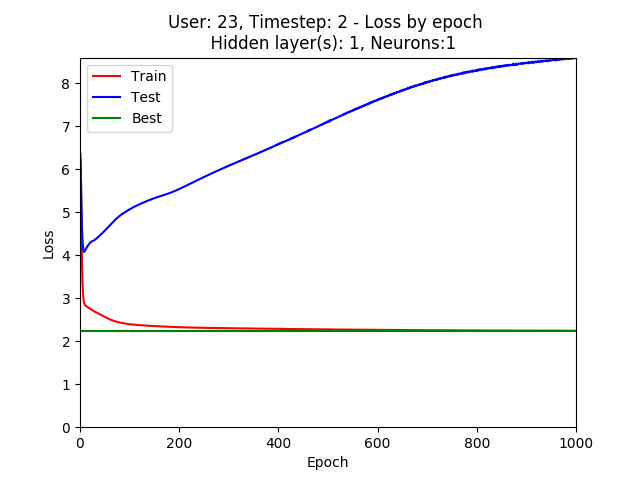 User: 23, Timestep: 2 - Loss by epoch
Hidden layer(s): 1, Neurons:1
Train
Test
Best
8
7
6
5
4
3
2
1
0
Loss
0
200
400
600
800
1000
Epoch